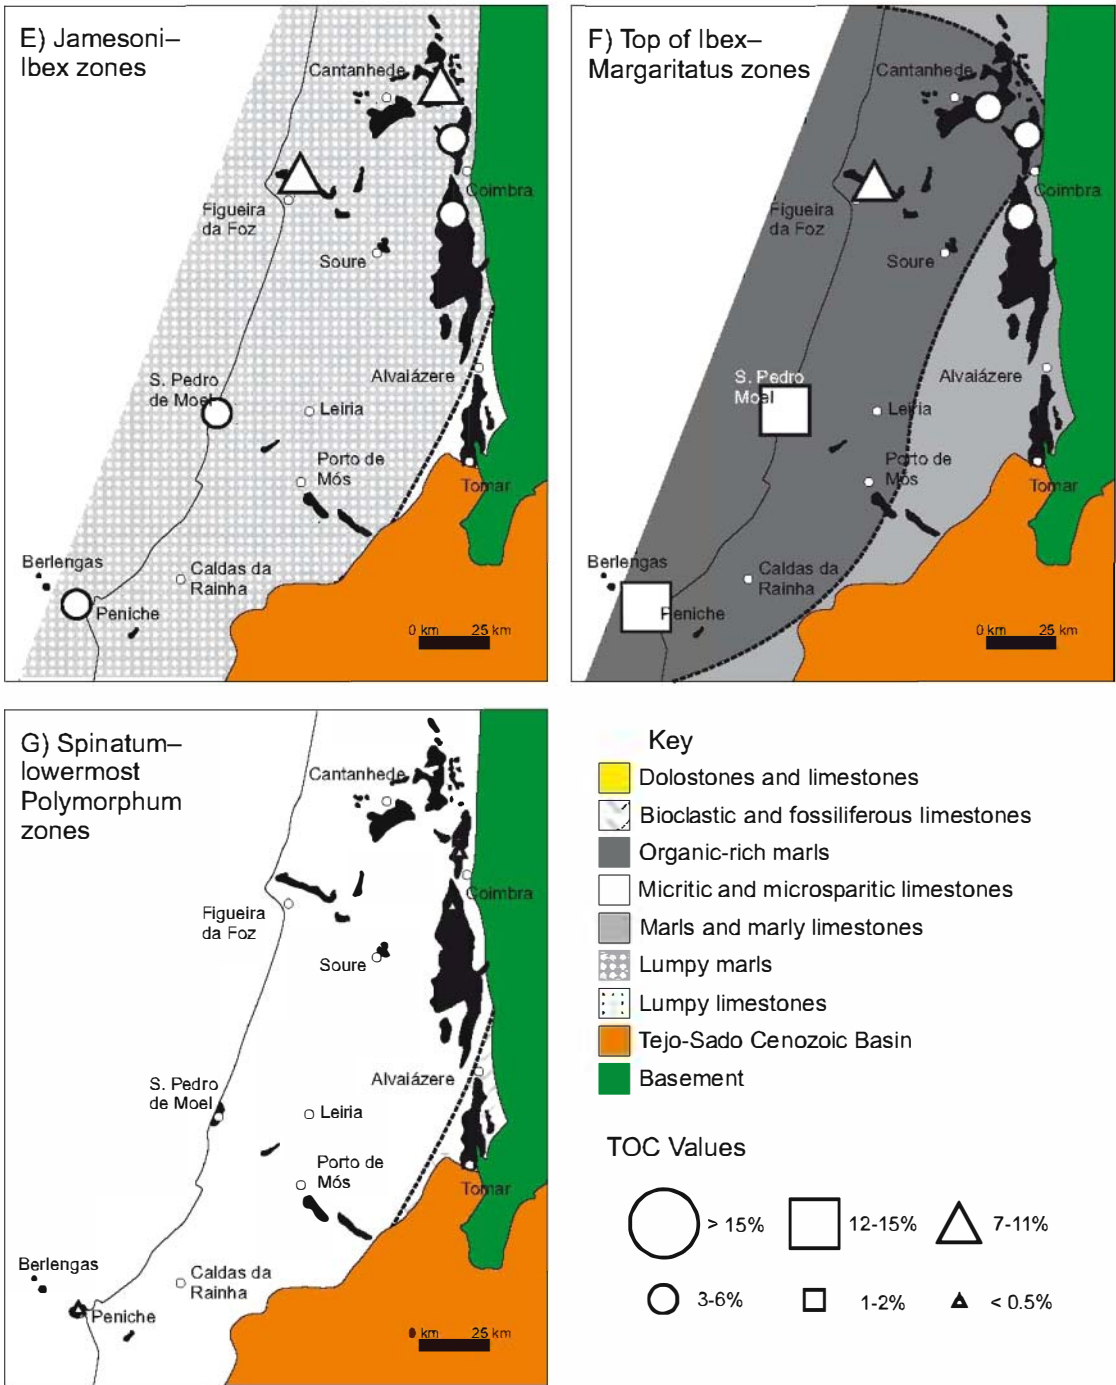 E) Jamesoni–
Ibex zones
Cantanhede
Coimbra
Figueira
da Foz
Soure
S. Pedro
de Moel
Alvaiázere
Leiria
Porto de
Mós
Tomar
Berlengas
Caldas da
Rainha
Peniche
0 km 25 km
F) Top of Ibex–
Margaritatus zones
Cantanhede
Coimbra
Figueira
da Foz
Soure
S. Pedro
Moel
Alvaiázere
Leiria
Porto de
Mós
Tomar
Berlengas
Caldas da
Rainha
Peniche
0 km 25 km
G) Spinatum–
lowermost
Polymorphum
zones
Cantanhede
Coimbra
Figueira
da Foz
Soure
S. Pedro
de Moel
Alvaiázere
Leiria
Porto de
Mós
Tomar
Berlengas
Caldas da
Rainha
Peniche
km 25 km
Key
Dolostones and limestones
Bioclastic and fossiliferous limestones
Organic-rich marls
Micritic and microsparitic limestones
Marls and marly limestones
Lumpy marls
Lumpy limestones
Tejo-Sado Cenozoic Basin
Basement
TOC Values
> 15% 12-15% 7-11%
3-6% 1-2% < 0.5%